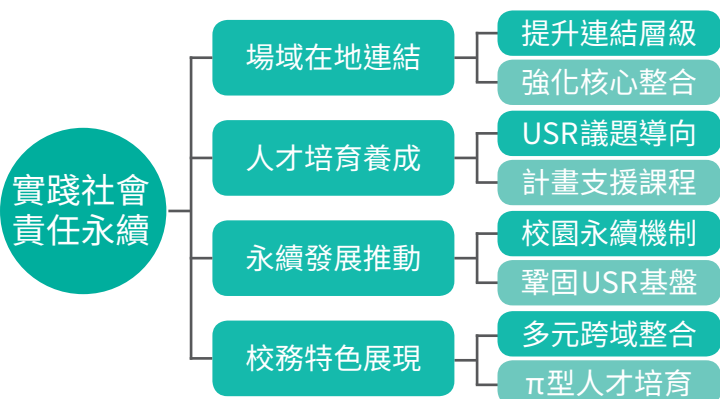 實踐社會
責任永續
場域在地連結
提升連結層級
強化核心整合
人才培育養成
USR議題導向
計畫支援課程
永續發展推動
校園永續機制
鞏固USR基盤
校務特色展現
多元跨域整合
π型人才培育